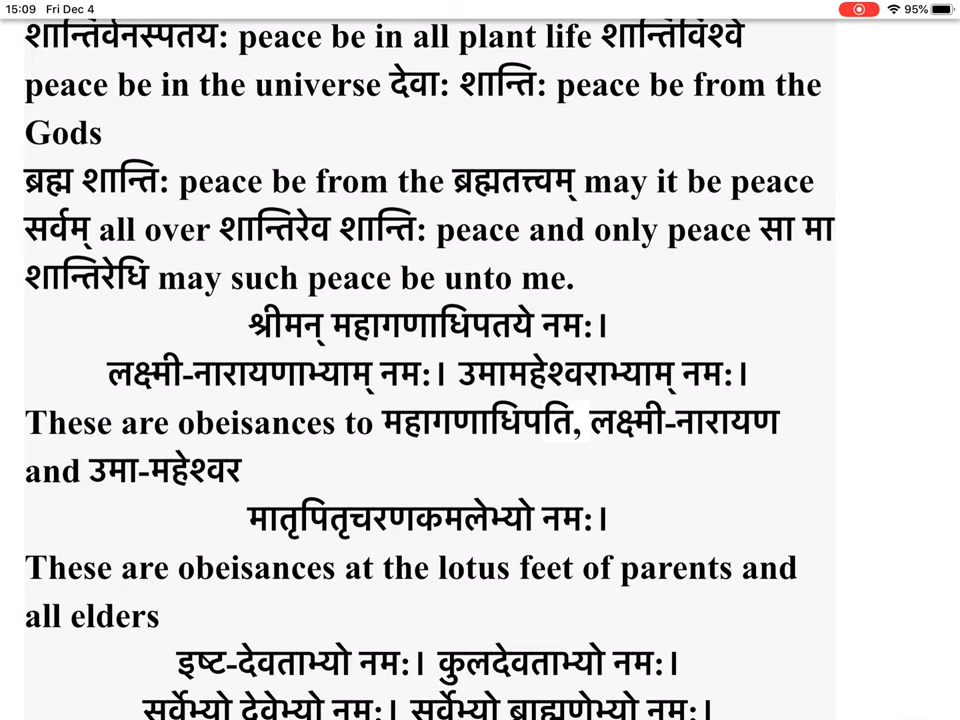 15:09 Fri Dec 4 95%
शान्तिर्वनस्पतय: peace be in all plant life शान्तिर्विश्वे
peace be in the universe देवा: शान्ति: peace be from the
Gods
ब्रह्म शान्ति: peace be from the ब्रह्मतत्त्वम् may it be peace
सर्वम् all over शान्तिरेव शान्ति: peace and only peace सा मा
शान्तिरेधि may such peace be unto me.
श्रीमन् महागणाधिपतये नम:।
लक्ष्मी-नारायणाभ्याम् नम:। उमामहेश्वराभ्याम् नम:।
These are obeisances to महागणाधिपति, लक्ष्मी-नारायण
and उमा-महेश्वर
मातृपितृचरणकमलेभ्यो नम:।
These are obeisances at the lotus feet of parents and
all elders
इष्ट-देवताभ्यो नम:। कुलदेवताभ्यो नम:।
सर्वेभ्यो देवेभ्यो नम:। सर्वेभ्यो ब्राह्मणेभ्यो नम:।